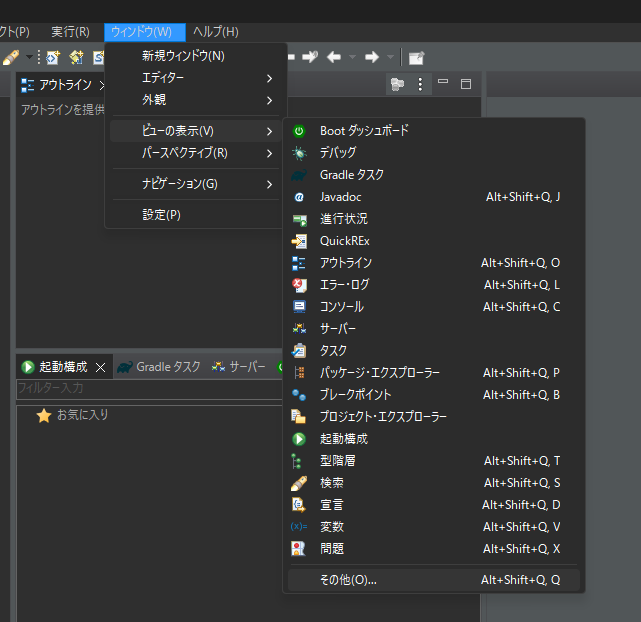 クト(P) 実行(R) ウィンドウ(W) ヘルプ(H)
新規ウィンドウ(N)
エディター
外観
ビューの表示(V)
パースペクティブ(R)
ナビゲーション(G)
設定(P)
アウトライン
アウトラインを提供
Boot ダッシュボード
デバッグ
Gradle タスク
Javadoc Alt+Shift+Q, J
進行状況
QuickREx
アウトライン Alt+Shift+Q, O
エラー・ログ Alt+Shift+Q, L
コンソール Alt+Shift+Q, C
サーバー
タスク
パッケージ・エクスプローラー Alt+Shift+Q, P
ブレークポイント Alt+Shift+Q, B
プロジェクト・エクスプローラー
起動構成
型階層 Alt+Shift+Q, T
検索 Alt+Shift+Q, S
宣言 Alt+Shift+Q, D
変数 Alt+Shift+Q, V
問題 Alt+Shift+Q, X
その他(O)... Alt+Shift+Q, Q
起動構成 Gradle タスク サーバー
フィルター入力
お気に入り